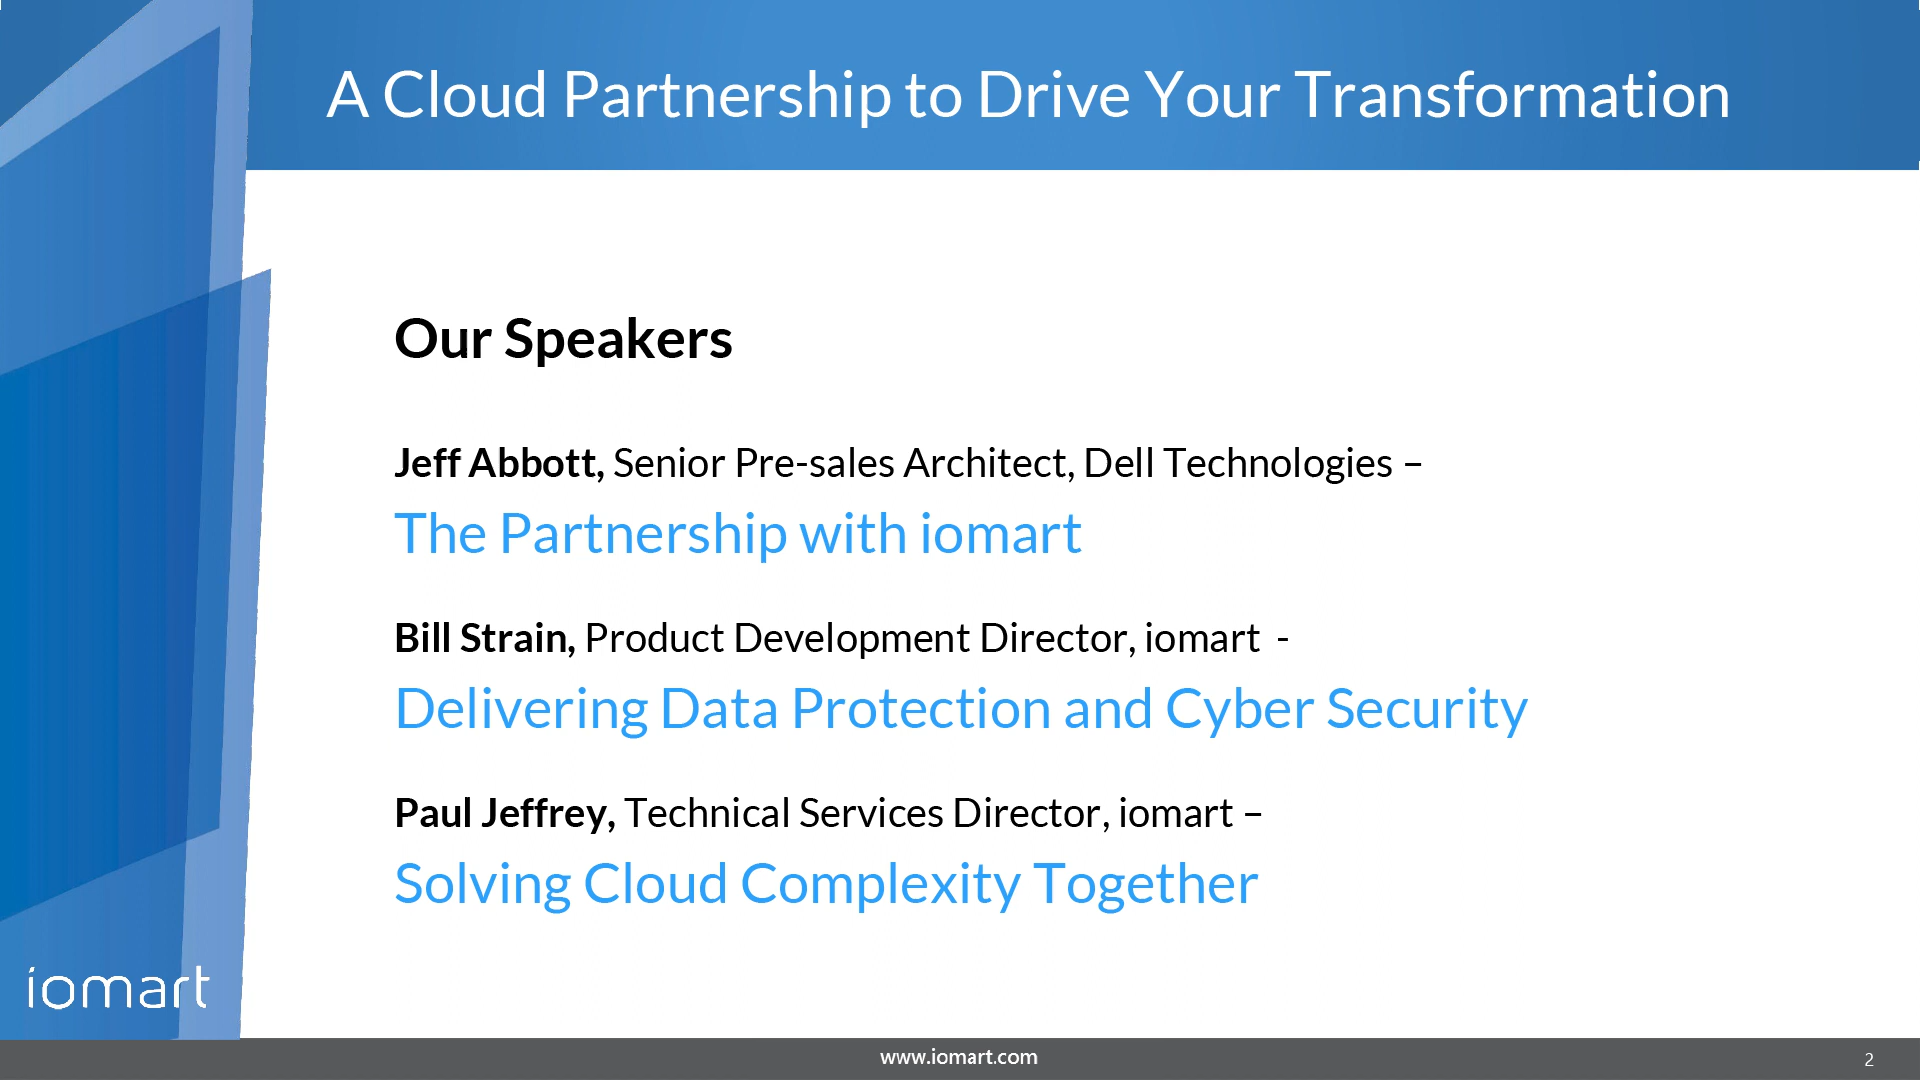 A Cloud Partnership to Drive Your Transformation
Our Speakers
Jeff Abbott, Senior Pre-sales Architect, Dell Technologies –
The Partnership with iomart
Bill Strain, Product Development Director, iomart -
Delivering Data Protection and Cyber Security
Paul Jeffrey, Technical Services Director, iomart –
Solving Cloud Complexity Together
iomart
www.iomart.com
2